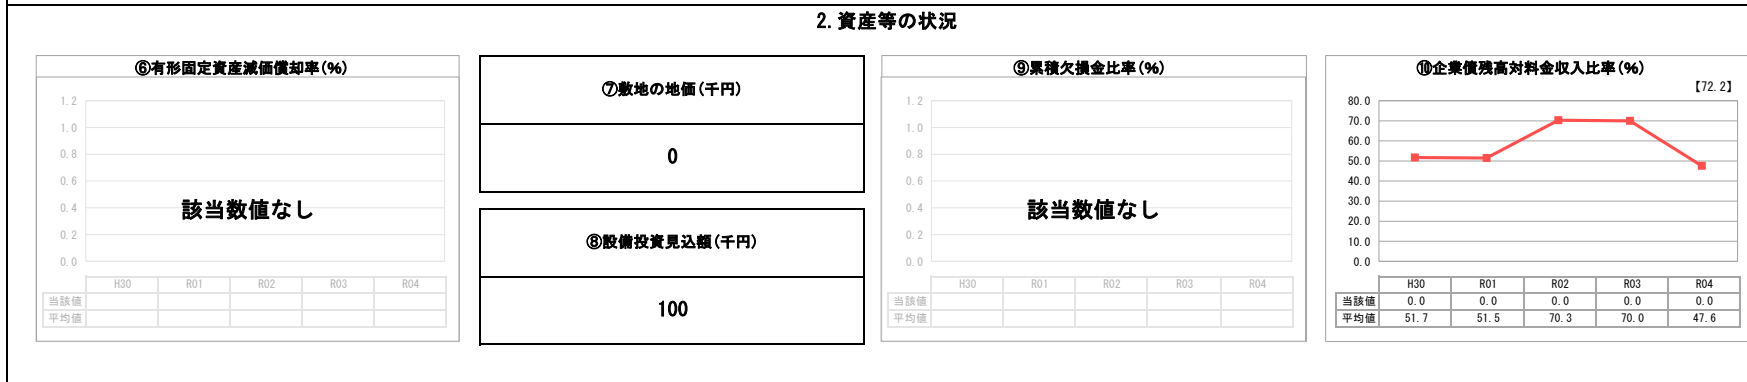 2.資産等の状況
⑥有形固定資産減価償却率(%)
1.2
1.0
0.8
0.6
0.4
0.2
0.0
該当数値なし
H30 R01 R02 R03 R04
当該値
平均値
⑦敷地の地価(千円)
0
⑧設備投資見込額(千円)
100
⑨累積欠損金比率(%)
1.2
1.0
0.8
0.6
0.4
0.2
0.0
該当数値なし
H30 R01 R02 R03 R04
当該値
平均値
⑩企業債残高対料金収入比率(%)
【72.2】
80.0
70.0
60.0
50.0
40.0
30.0
20.0
10.0
0.0
H30 R01 R02 R03 R04
当該値 0.0 0.0 0.0 0.0 0.0
平均値 51.7 51.5 70.3 70.0 47.6